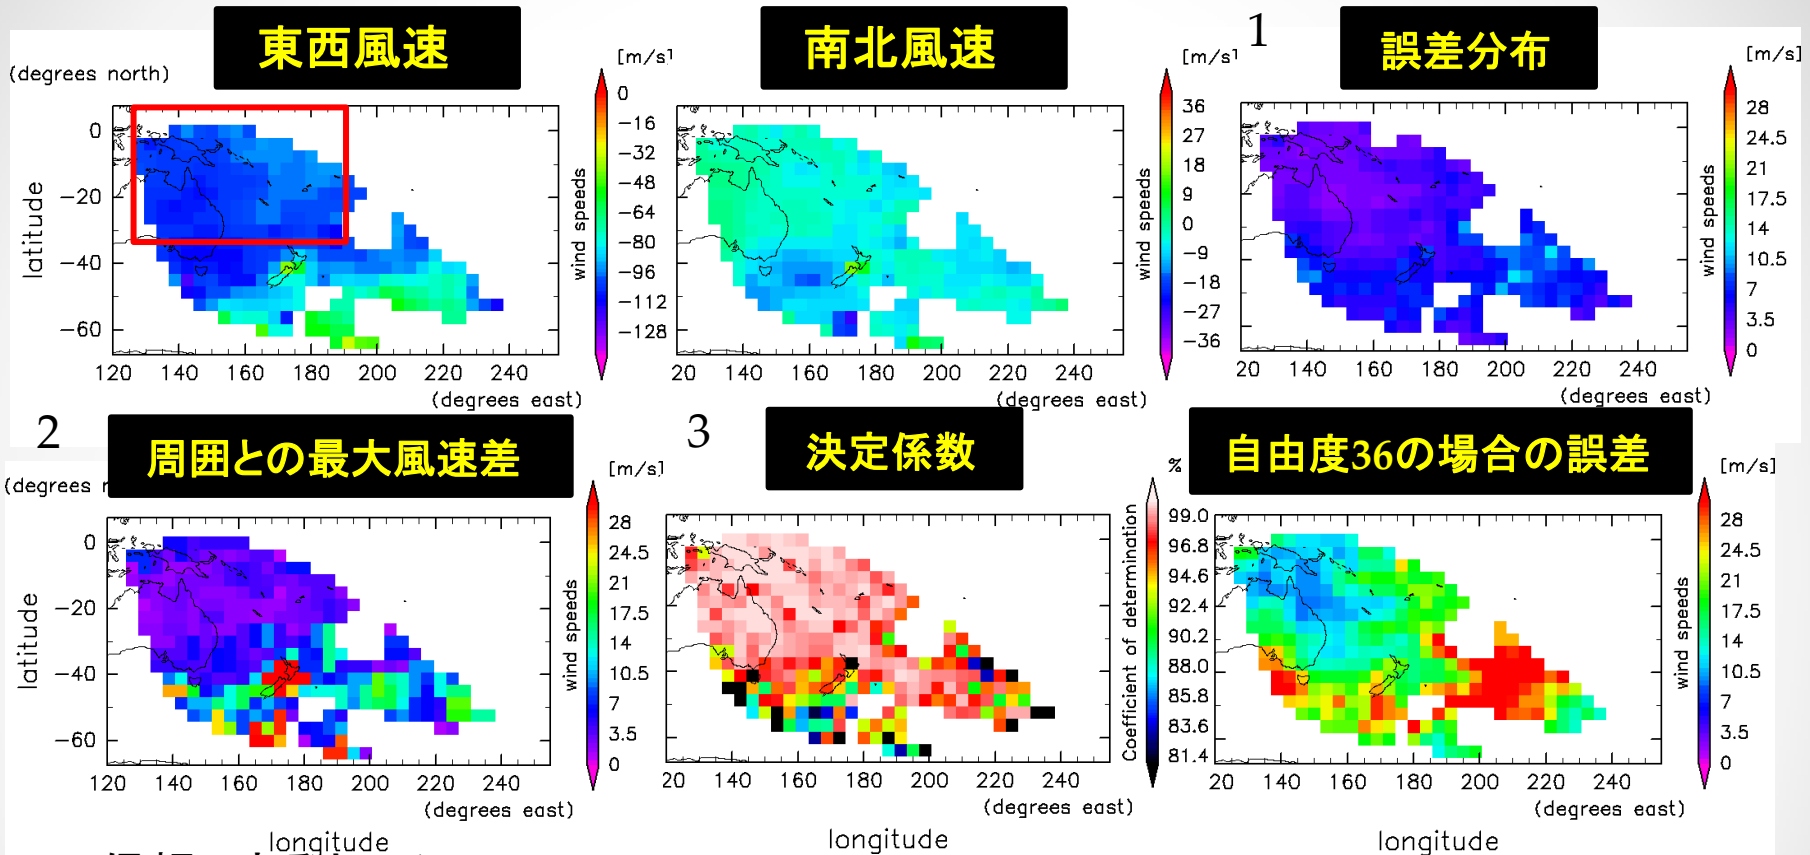 東西風速
[m/s]
(degrees north)
0
-20
-40
-60
latitude
120 140 160 180 200 220 240
(degrees east)
0
-16
-32
-48
-64
-80
-96
-112
-128
wind speeds
南北風速
[m/s]
20 140 160 180 200 220 240
(degrees east)
36
27
18
9
0
-9
-18
-27
-36
wind speeds
1
誤差分布
[m/s]
20 140 160 180 200 220 240
(degrees east)
28
24.5
21
17.5
14
10.5
7
3.5
0
wind speeds
2
周囲との最大風速差
[m/s]
(degrees
0
-20
-40
-60
latitude
120 140 160 180 200 220 240
(degrees east)
longitude
28
24.5
21
17.5
14
10.5
7
3.5
0
wind speeds
3
決定係数
%
20 140 160 180 200 220 240
(degrees east)
longitude
99.0
96.8
94.6
92.4
90.2
88.0
85.8
83.6
81.4
Coefficient of determination
自由度36の場合の誤差
[m/s]
20 140 160 180 200 220 240
(degrees east)
longitude
28
24.5
21
17.5
14
10.5
7
3.5
0
wind speeds